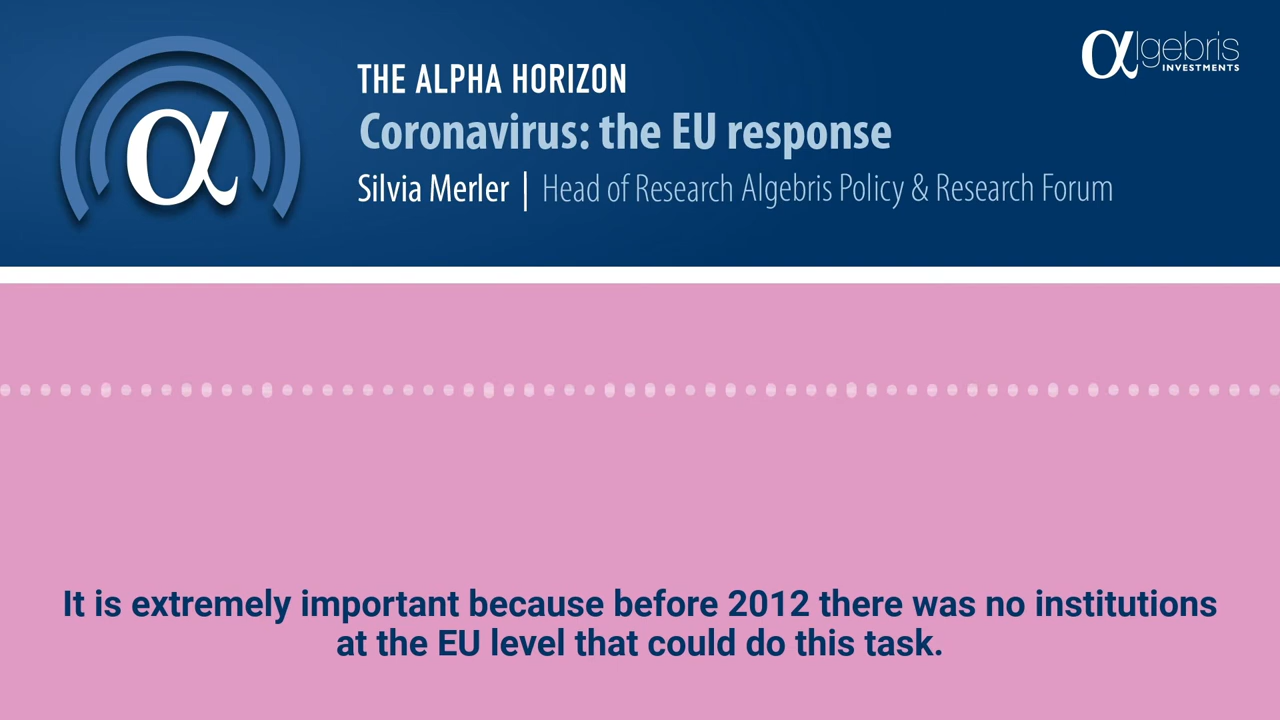 THE ALPHA HORIZON
Coronavirus: the EU response
Silvia Merler | Head of Research Algebris Policy & Research Forum
αlgebris
INVESTMENTS
α
It is extremely important because before 2012 there was no institutions
at the EU level that could do this task.